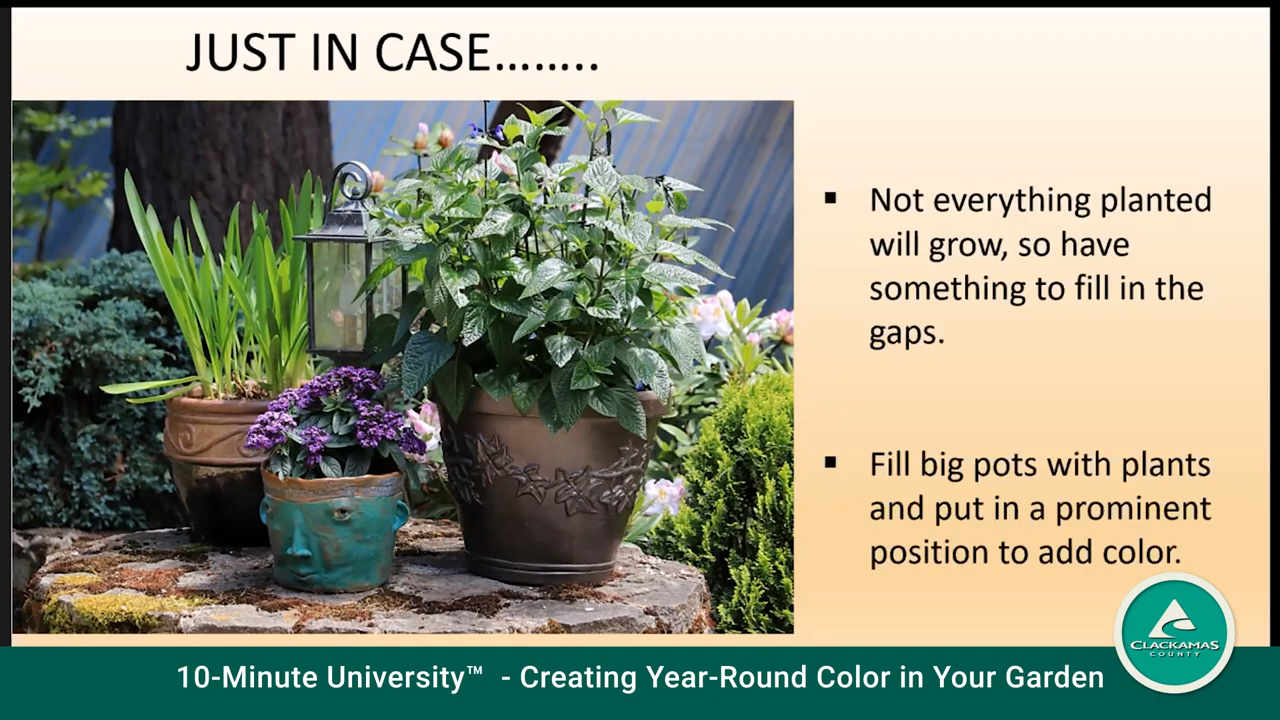 JUST IN CASE……..
▪ Not everything planted
will grow, so have
something to fill in the
gaps.
▪ Fill big pots with plants
and put in a prominent
position to add color.
CLACKAMAS
COUNTY
10-Minute University™ - Creating Year-Round Color in Your Garden